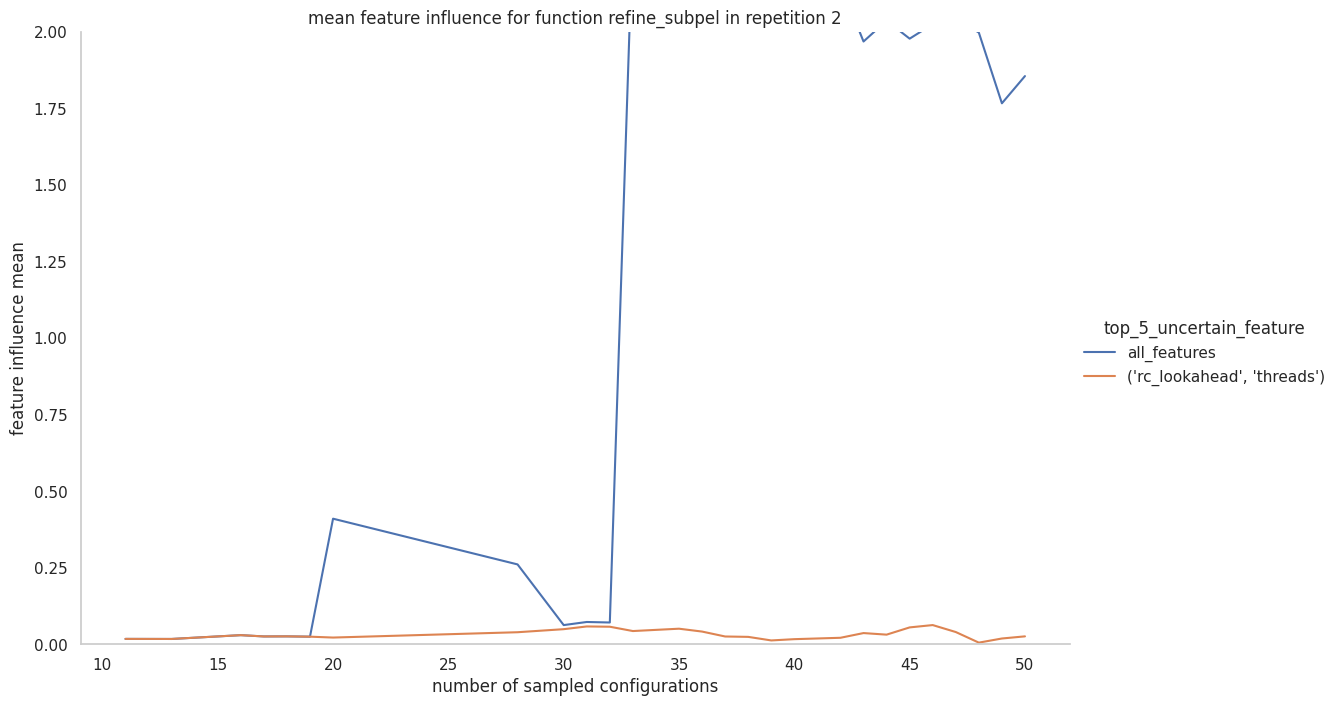 mean feature influence for function refine_subpel in repetition 2
2.00
1.75
1.50
1.25
1.00
0.75
0.50
0.25
0.00
feature influence mean
10 15 20 25 30 35 40 45 50
number of sampled configurations
top_5_uncertain_feature
all_features
('rc_lookahead', 'threads')